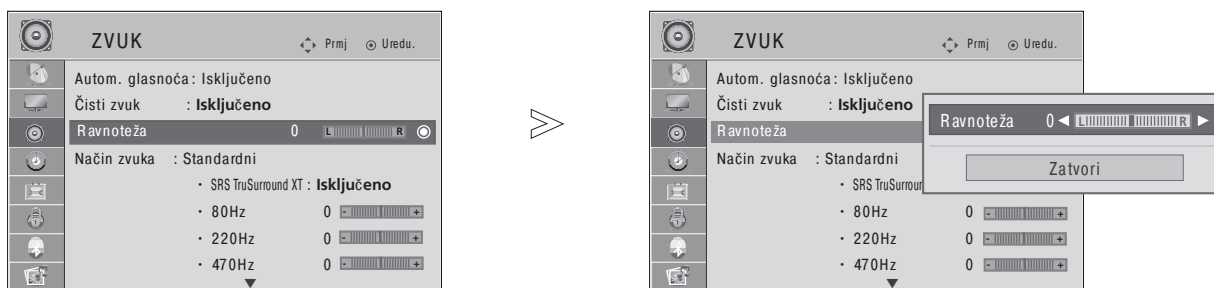 ZVUK Prmj Uredu.
Autom. glasnoća : Isključeno
Čisti zvuk : Isključeno
Ravnoteža 0 L R
Način zvuka : Standardni
• SRS TruSurround XT : Isključeno
• 80Hz 0 - +
• 220Hz 0 - +
• 470Hz 0 - +
ZVUK Prmj Uredu.
Autom. glasnoća : Isključeno
Čisti zvuk : Isključeno
Ravnoteža
Način zvuka : Standardni
• SRS TruSurroun
• 80Hz 0 - +
• 220Hz 0 - +
• 470Hz 0 - +
Ravnoteža 0 ◄ L R ►
Zatvori